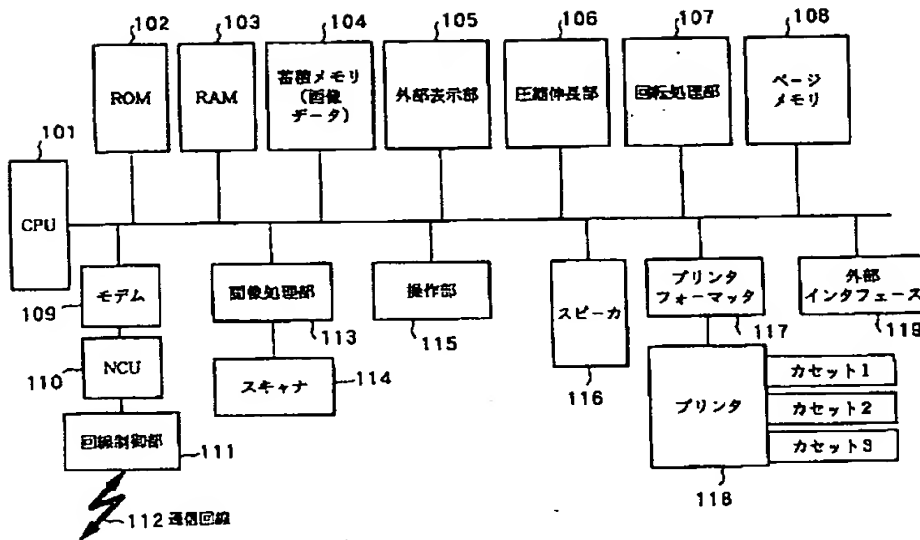 102
103
104
105
106
107
108
ROM
RAM
蓄積メモリ
(画像
データ)
外部表示部
圧縮伸長部
回転処理部
ページ
メモリ
101
CPU
モデム
109
画像処理部
113
操作部
115
スピーカ
116
プリンタ
フォーマッタ
117
外部
インタフェース
119
NCU
110
スキャナ
114
プリンタ
118
カセット1
カセット2
カセット3
回線制御部
111
112 通信回線